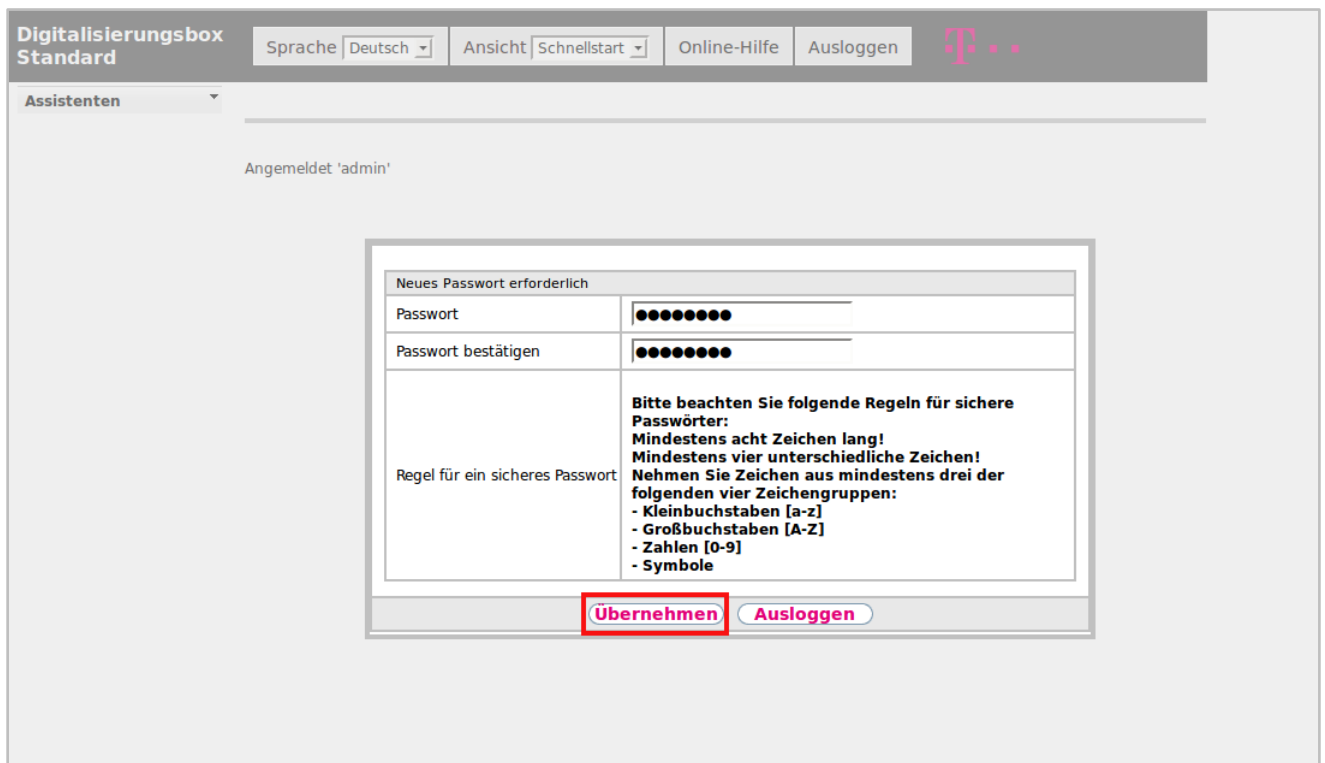 Digitalisierungsbox
Standard
Sprache Deutsch Ansicht Schnellstart Online-Hilfe Ausloggen T
Assistenten
Angemeldet 'admin'
Neues Passwort erforderlich
Passwort ●●●●●●●●
Passwort bestätigen ●●●●●●●●
Regel für ein sicheres Passwort
Bitte beachten Sie folgende Regeln für sichere
Passwörter:
Mindestens acht Zeichen lang!
Mindestens vier unterschiedliche Zeichen!
Nehmen Sie Zeichen aus mindestens drei der
folgenden vier Zeichengruppen:
- Kleinbuchstaben [a-z]
- Großbuchstaben [A-Z]
- Zahlen [0-9]
- Symbole
Übernehmen Ausloggen